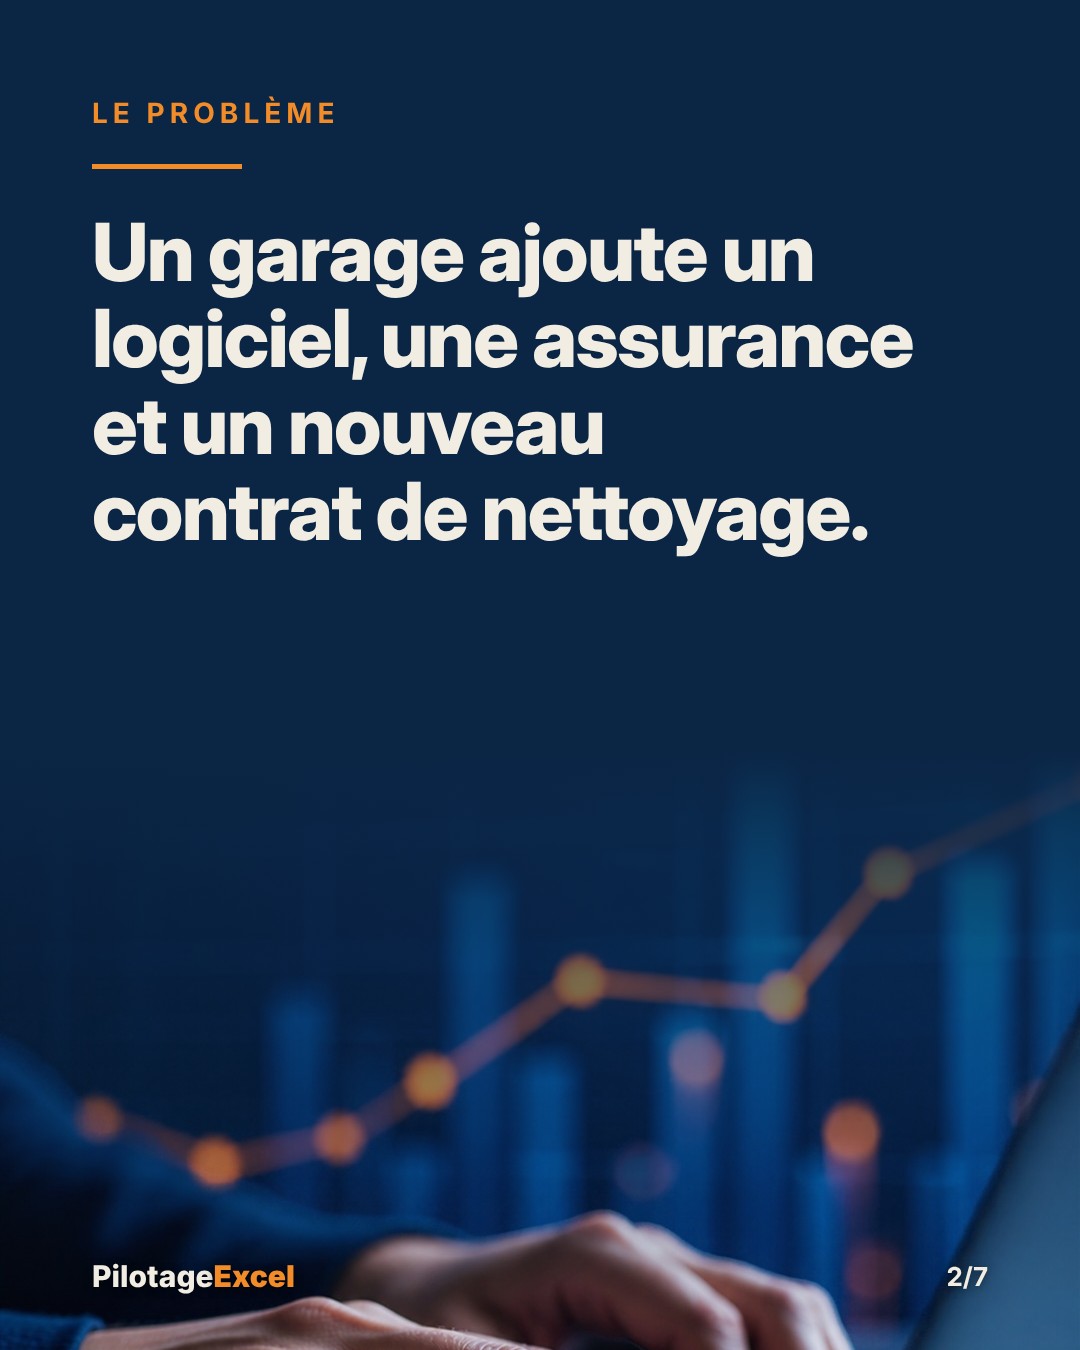 LE PROBLÈME
Un garage ajoute un
logiciel, une assurance
et un nouveau
contrat de nettoyage.
PilotageExcel
2/7